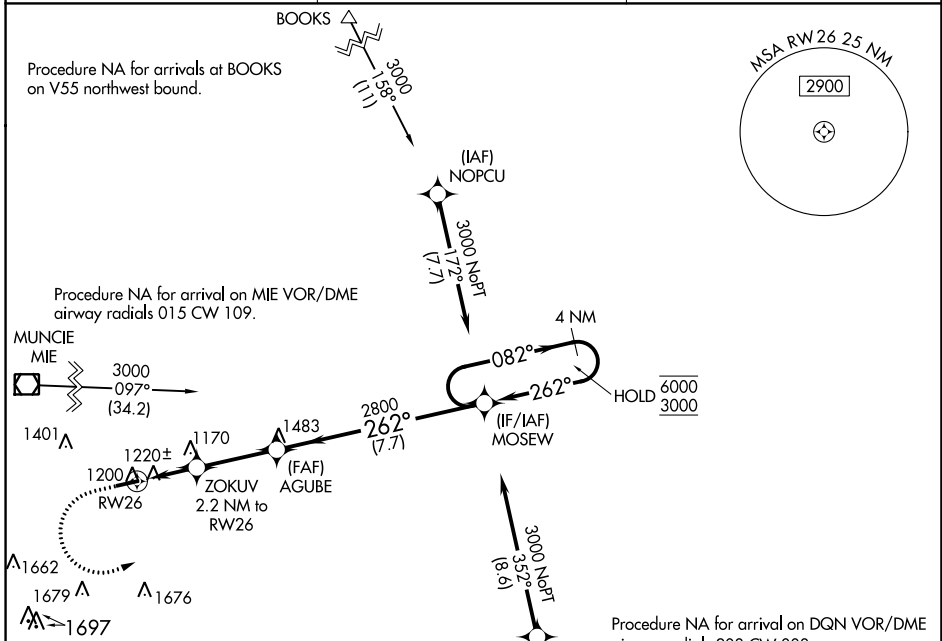 BOOKS
Procedure NA for arrivals at BOOKS
on V55 northwest bound.
3000
158°
(11)
MSA RW26 25 NM
2900
(IAF)
NOPCU
3000 NoPT
172°
(7.7)
Procedure NA for arrival on MIE VOR/DME
airway radials 015 CW 109.
MUNCIE
MIE
3000
097°
(34.2)
4 NM
082°
262°
HOLD
6000
3000
(IF/IAF)
MOSEW
2800
262°
(7.7)
1401
1483
1170
1220±
1200
(FAF)
AGUBE
ZOKUV
2.2 NM to
RW26
RW26
3000 NoPT
352°
(8.6)
1662
1679
1676
1697
Procedure NA for arrival on DQN VOR/DME